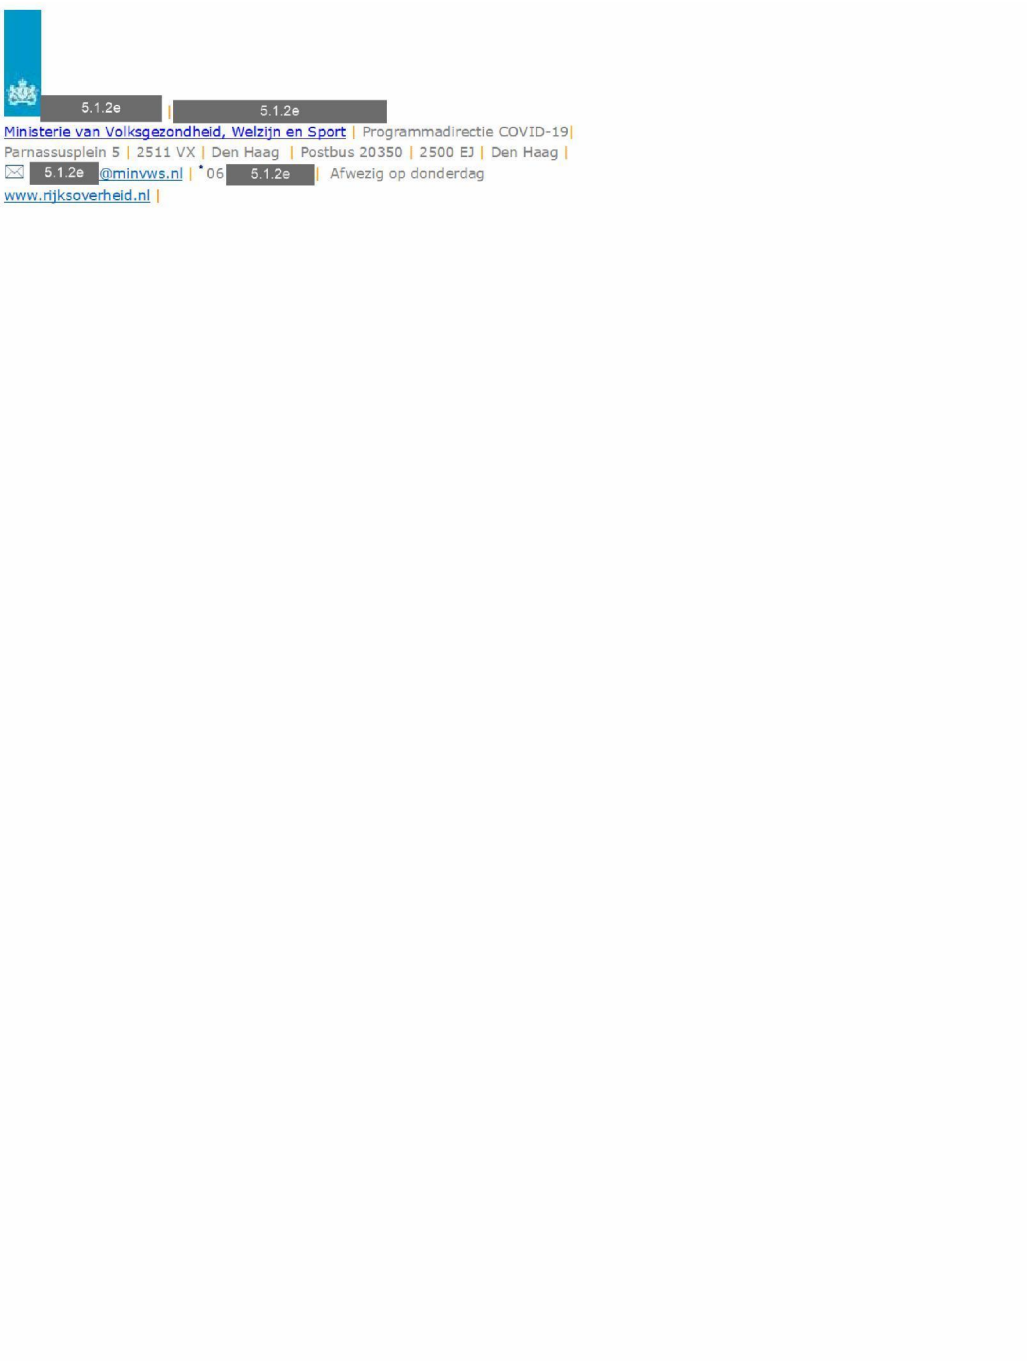 5.1.2e | 5.1.2e
Ministerie van Volksgezondheid, Welzijn en Sport | Programmadirectie COVID-19|
Parnassusplein 5 | 2511 VX | Den Haag | Postbus 20350 | 2500 EJ | Den Haag |
5.1.2e @minvws.nl | 06 5.1.2e | Afwezig op donderdag
www.rijksoverheid.nl |